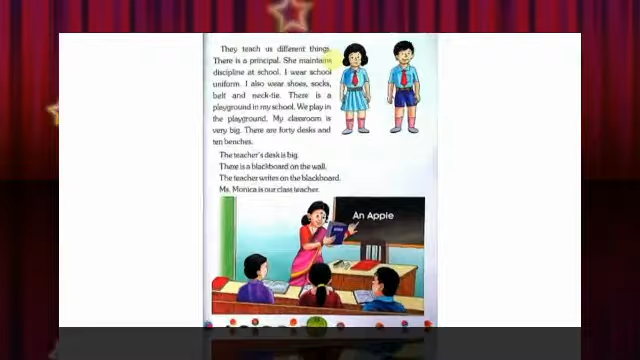 They teach us different things.
There is a principal. She maintains
discipline at school. I wear school
uniform. I also wear shoes, socks,
belt and neck-tie. There is a
playground in my school. We play in
the playground. My classroom is
very big. There are forty desks and
ten benches.
The teacher's desk is big.
There is a blackboard on the wall.
The teacher writes on the blackboard.
Ms. Monica is our class teacher.
An Apple